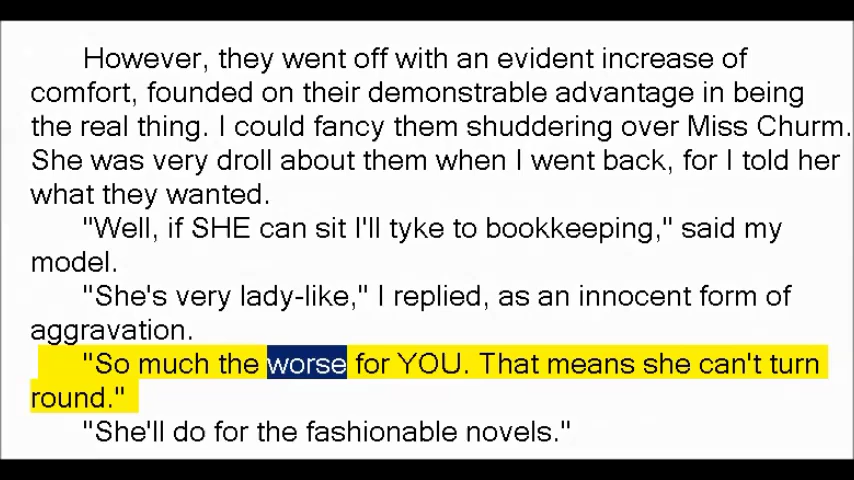 However, they went off with an evident increase of
comfort, founded on their demonstrable advantage in being
the real thing. I could fancy them shuddering over Miss Churm.
She was very droll about them when I went back, for I told her
what they wanted.
"Well, if SHE can sit I'll tyke to bookkeeping," said my
model.
"She's very lady-like," I replied, as an innocent form of
aggravation.
"So much the worse for YOU. That means she can't turn
round."
"She'll do for the fashionable novels."